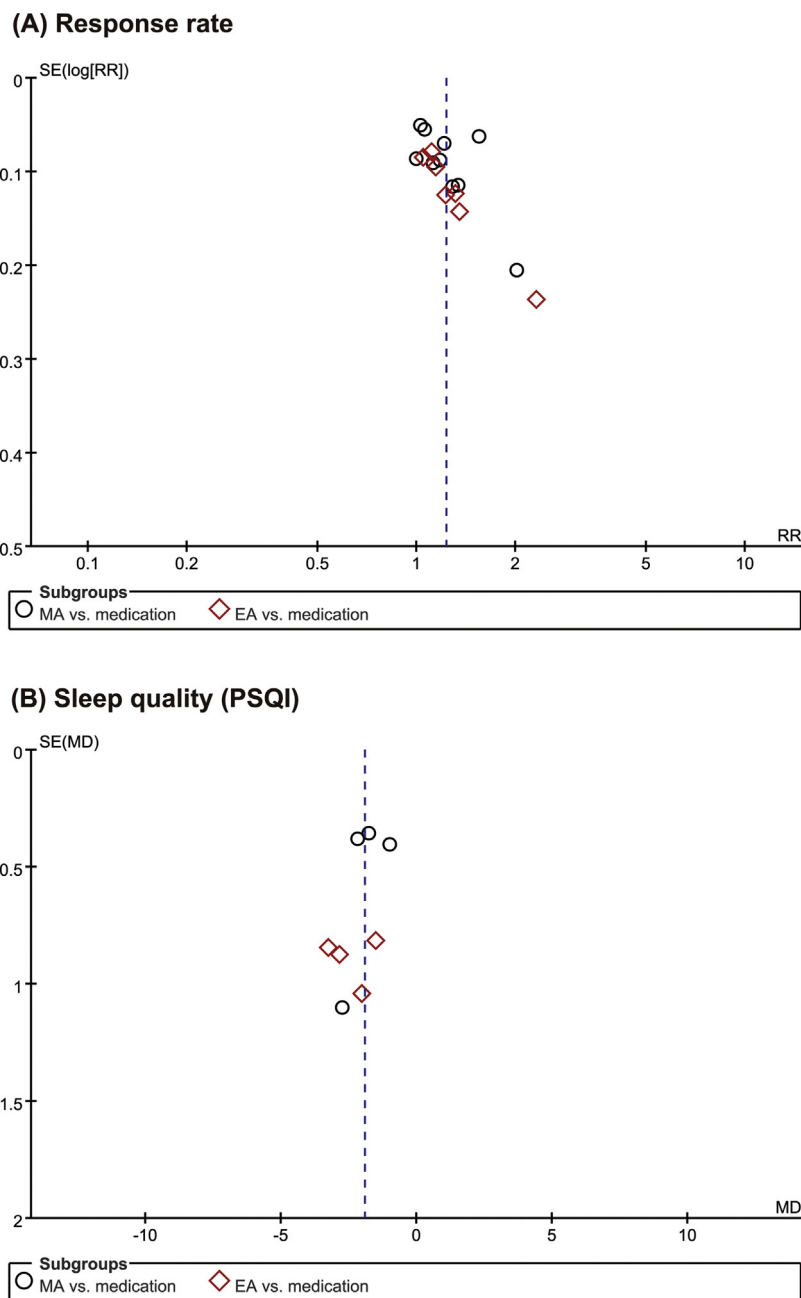 (A) Response rate
SE(log[RR])
0
0.1
0.2
0.3
0.4
0.5
RR
0.1 0.2 0.5 1 2 5 10
Subgroups
MA vs. medication EA vs. medication
(B) Sleep quality (PSQI)
SE(MD)
0
0.5
1
1.5
2
MD
-10 -5 0 5 10
Subgroups
MA vs. medication EA vs. medication